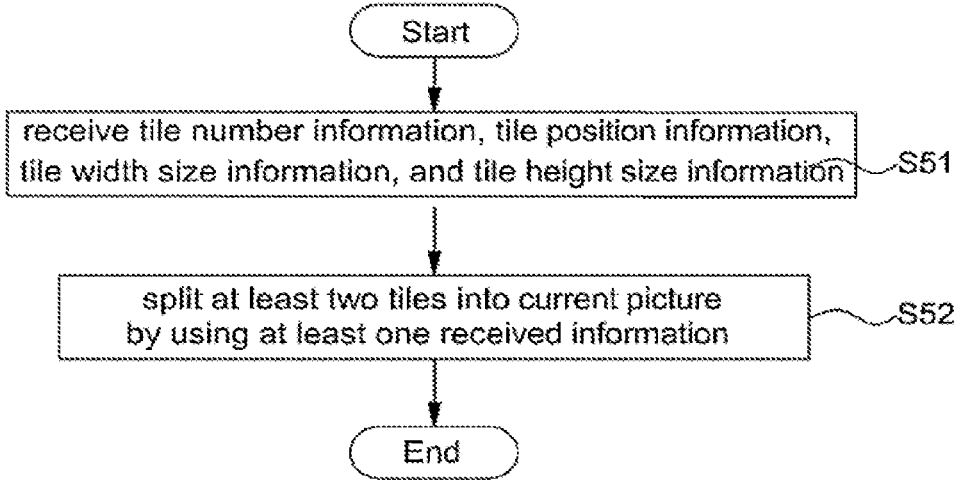 Start
receive tile number information, tile position information,
tile width size information, and tile height size information
S51
split at least two tiles into current picture
by using at least one received information
S52
End